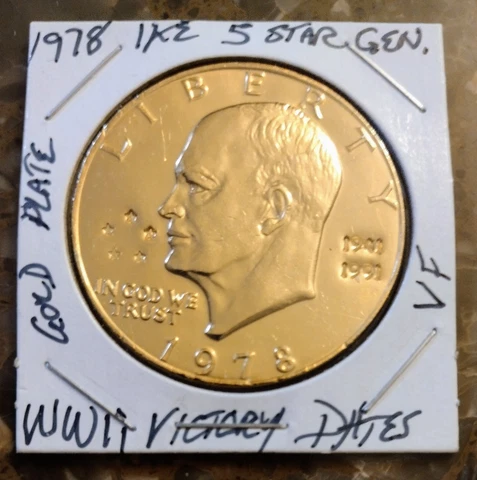 1978 IKE 5 STAR GEN.
GOLD PLATE
LIBERTY
1941
1991
IN GOD WE
TRUST
1978
VF
WWII VICTORY DATES